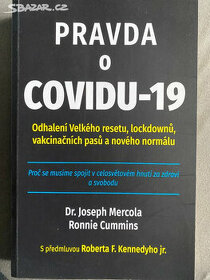 SBAZAR.CZ
PRAVDA
o
COVIDU-19
Odhalení Velkého resetu, lockdownů,
vakcinačních pasů a nového normálu
Proč se musíme spojit v celosvětovém hnutí za zdraví
a svobodu
Dr. Joseph Mercola
Ronnie Cummins
S předmluvou Roberta F. Kennedyho jr.